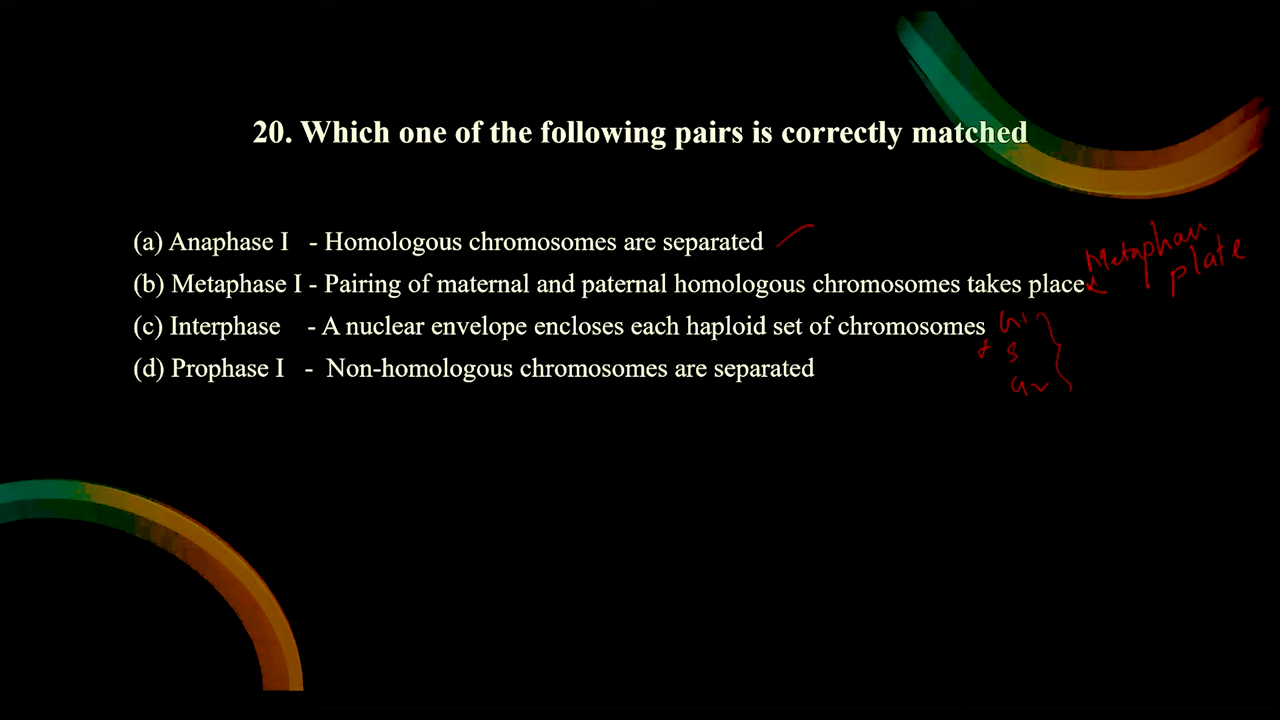 20. Which one of the following pairs is correctly matched
(a) Anaphase I - Homologous chromosomes are separated
(b) Metaphase I - Pairing of maternal and paternal homologous chromosomes takes place
(c) Interphase - A nuclear envelope encloses each haploid set of chromosomes
(d) Prophase I - Non-homologous chromosomes are separated
plate
G1
S
G2